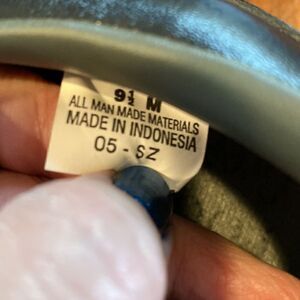 9½ M
ALL MAN MADE MATERIALS
MADE IN INDONESIA
05 - SZ